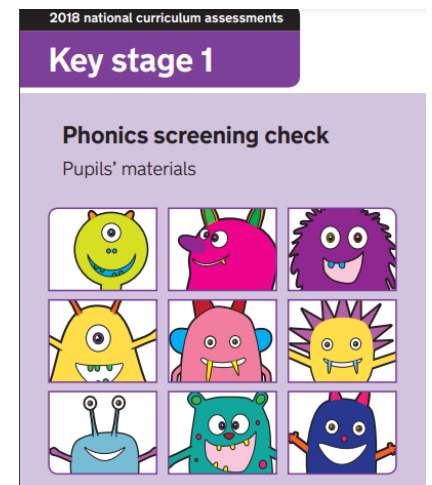 2018 national curriculum assessments
Key stage 1
Phonics screening check
Pupils’ materials